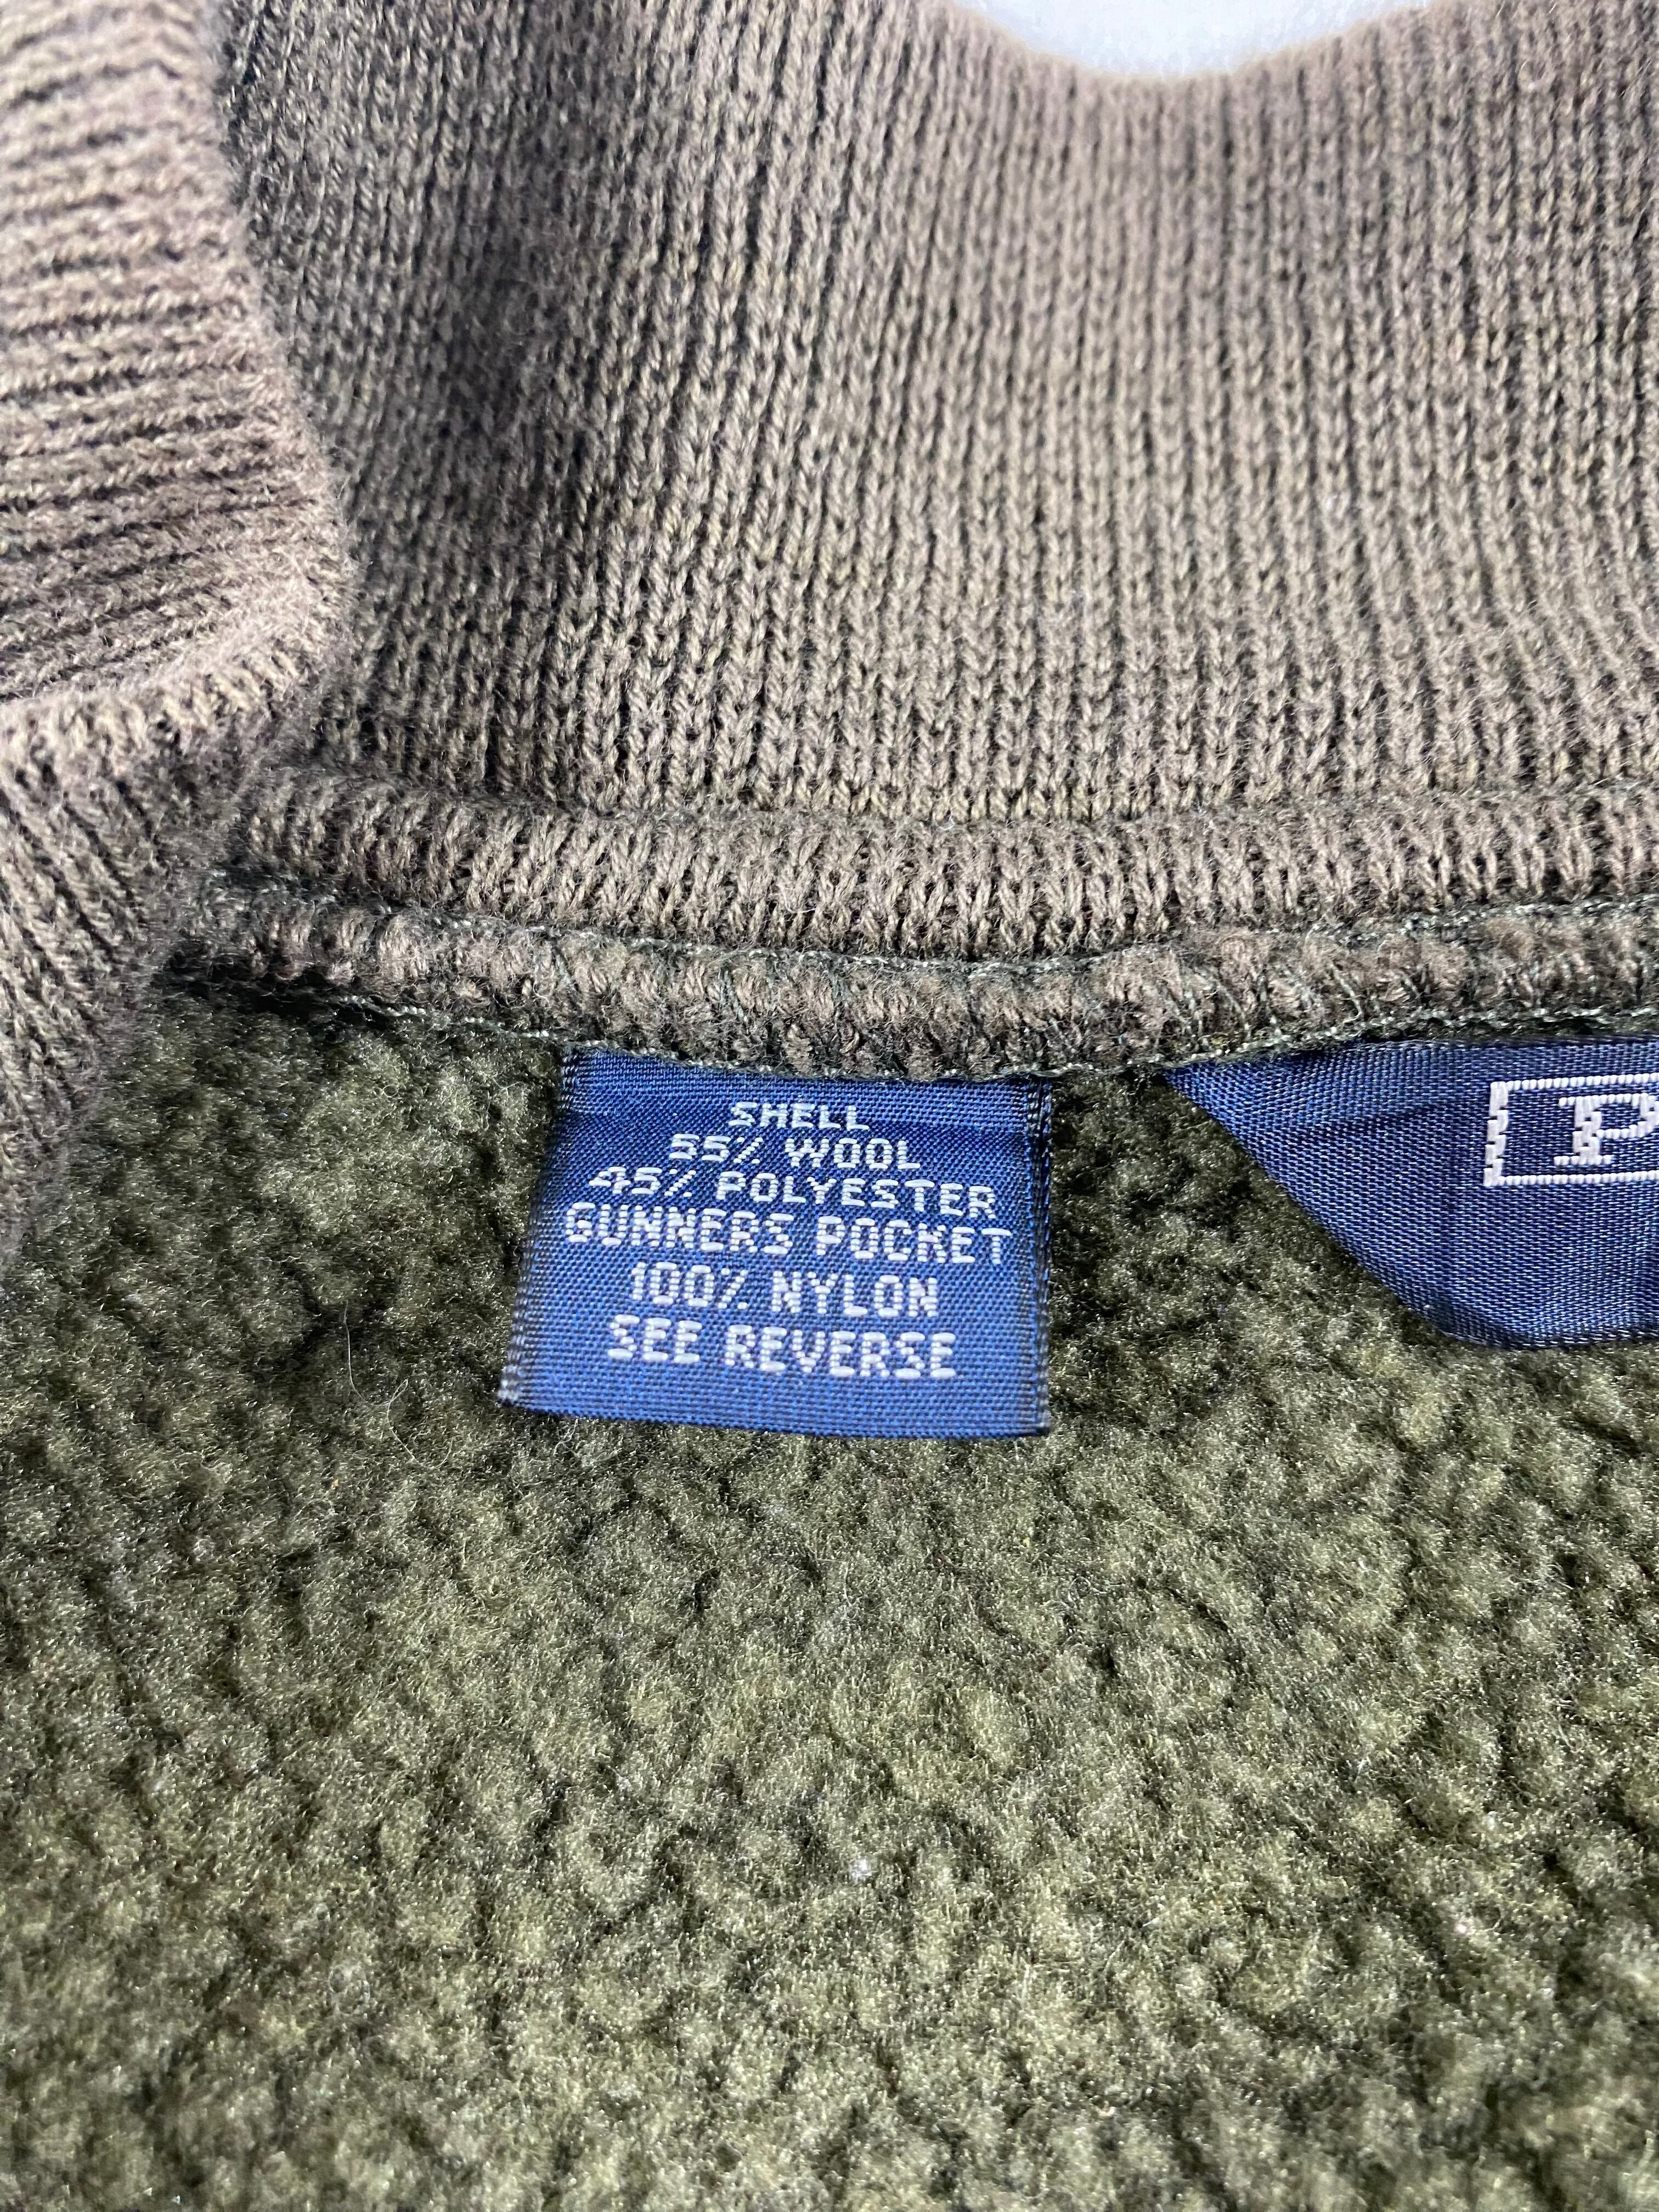 SHELL
55% WOOL
45% POLYESTER
GUNNERS POCKET
100% NYLON
SEE REVERSE
P